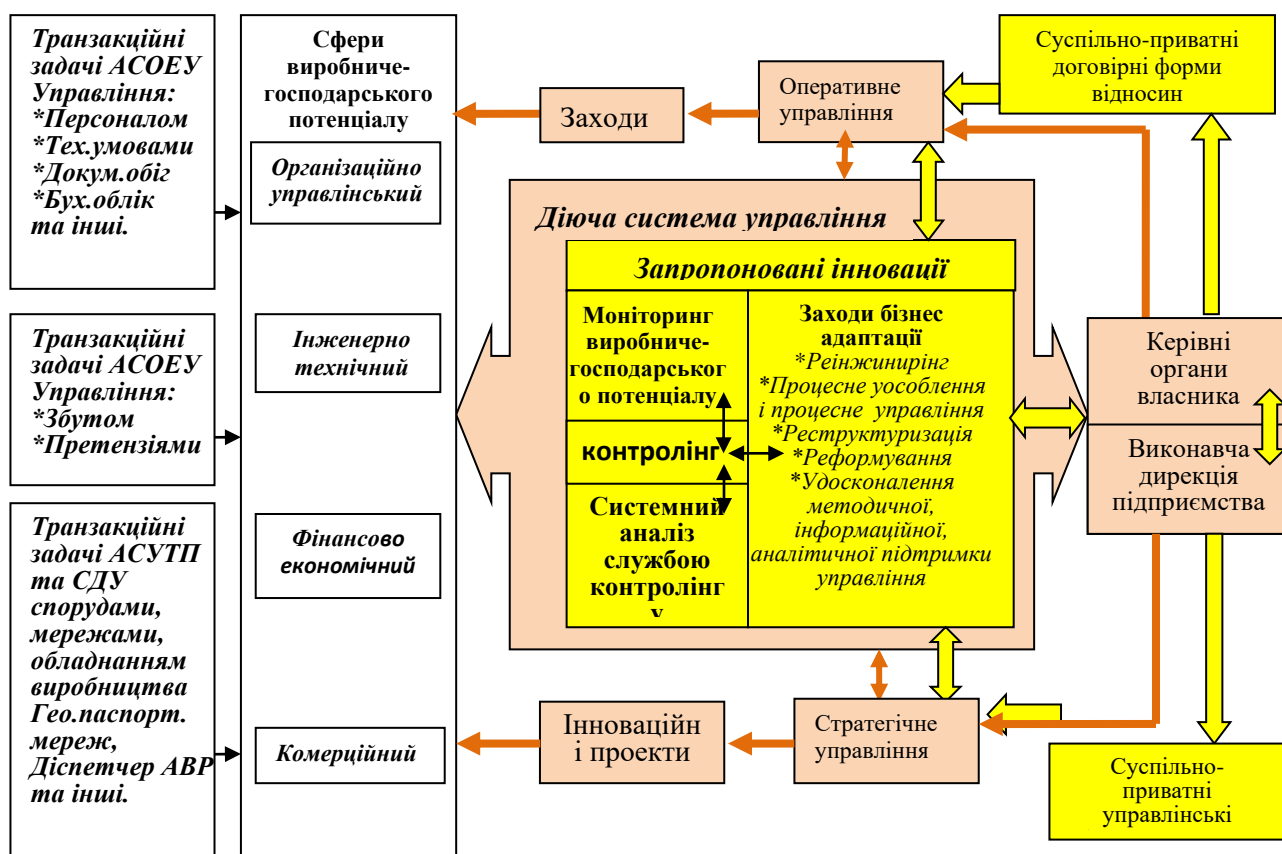 Транзакційні
задачі АСОЕУ
Управління:
*Персоналом
*Тех.умовами
*Докум.обіг
*Бух.облік
та інші.
Транзакційні
задачі АСОЕУ
Управління:
*Збутом
*Претензіями
Транзакційні
задачі АСУТП
та СДУ
спорудами,
мережами,
обладнанням
виробництва
Гео.паспорт.
мереж,
Діспетчер АВР
та інші.
Сфери
виробниче-
господарського
потенціалу
Організаційно
управлінський
Інженерно
технічний
Фінансово
економічний
Комерційний
Заходи
Оперативне
управління
Суспільно-приватні
договірні форми
відносин
Діюча система управління
Запропоновані інновації
Моніторинг
виробниче-
господарськог
о потенціалу
контролінг
Системний
аналіз
службою
контролінг
у
Заходи бізнес
адаптації
*Реінжинирінг
*Процесне уособлення
і процесне управління
*Реструктуризація
*Реформування
*Удосконалення
методичної,
інформаційної,
аналітичної підтримки
управління
Керівні
органи
власника
Виконавча
дирекція
підприємства
Інноваційн
і проекти
Стратегічне
управління
Суспільно-
приватні
управлінські